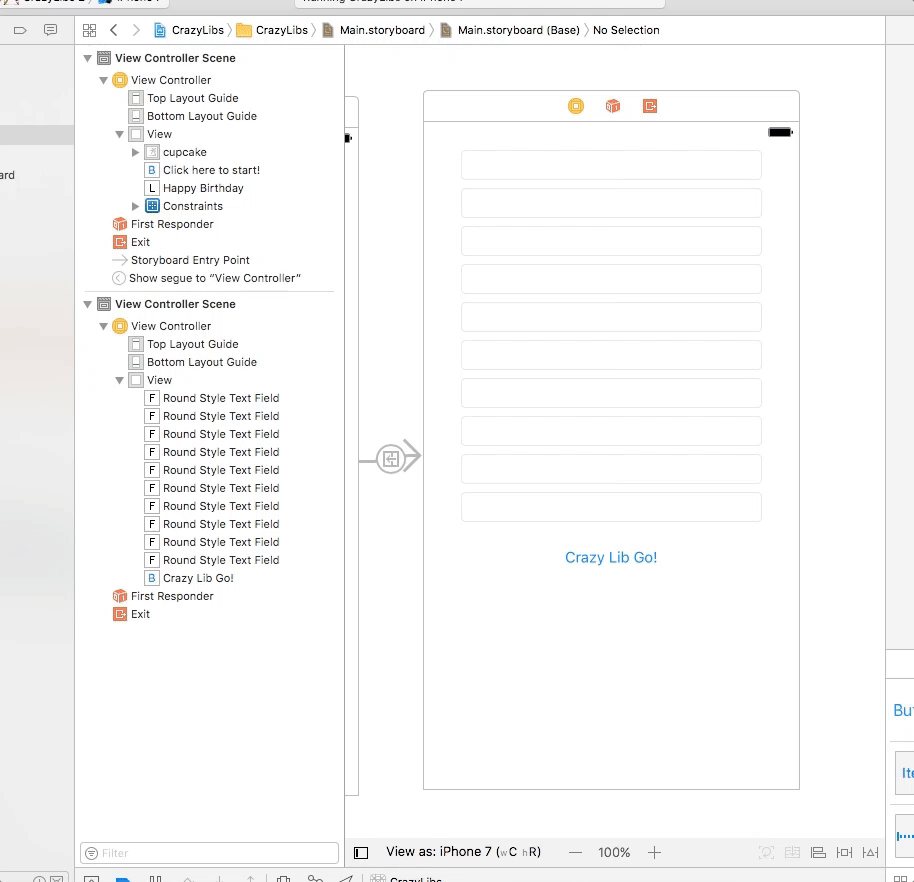 CrazyLibs CrazyLibs Main.storyboard Main.storyboard (Base) No Selection
View Controller Scene
View Controller
Top Layout Guide
Bottom Layout Guide
View
cupcake
B Click here to start!
L Happy Birthday
Constraints
First Responder
Exit
Storyboard Entry Point
Show segue to “View Controller”
View Controller Scene
View Controller
Top Layout Guide
Bottom Layout Guide
View
F Round Style Text Field
F Round Style Text Field
F Round Style Text Field
F Round Style Text Field
F Round Style Text Field
F Round Style Text Field
F Round Style Text Field
F Round Style Text Field
F Round Style Text Field
F Round Style Text Field
B Crazy Lib Go!
First Responder
Exit
Filter
ard
Crazy Lib Go!
View as: iPhone 7 (wC hR)
100%
CrazyLibs